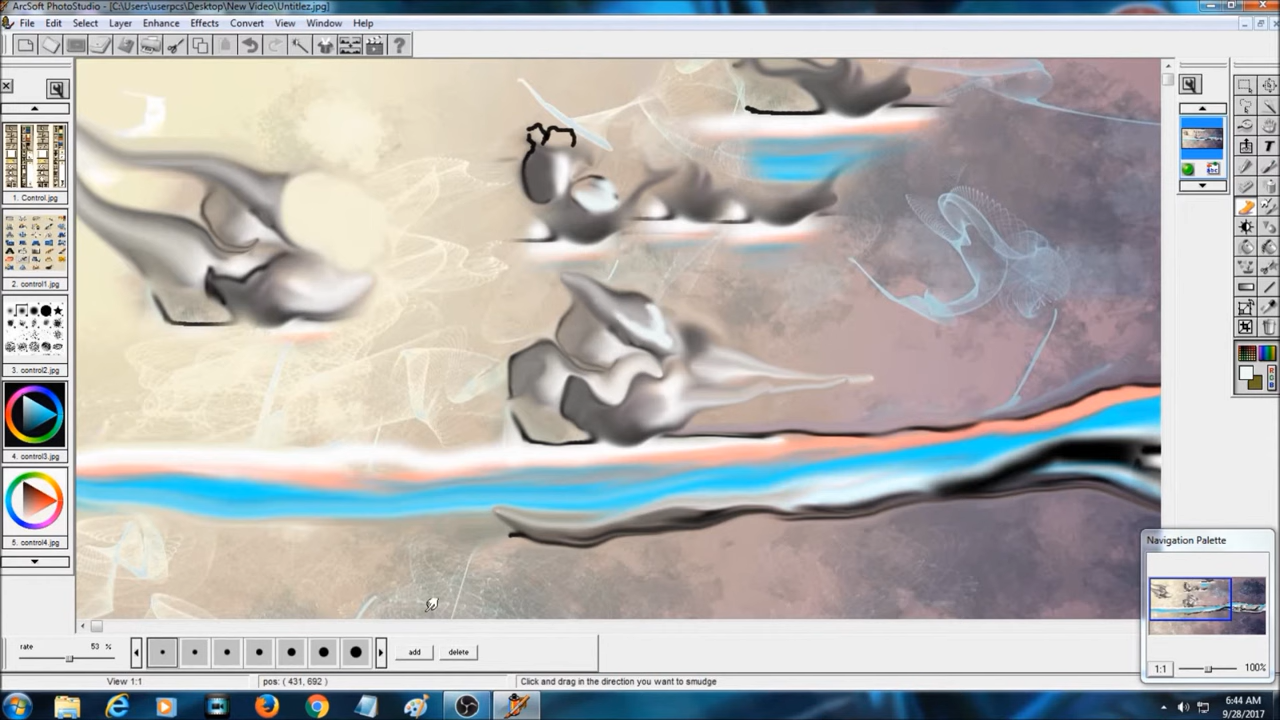 ArcSoft PhotoStudio - [C:\Users\userpcs\Desktop\New Video\Untitlez.jpg]
File Edit Select Layer Enhance Effects Convert View Window Help
1. Control.jpg
2. control1.jpg
3. control2.jpg
4. control3.jpg
5. control4.jpg
abc
T
RGB
Navigation Palette
1:1 100%
rate 53 %
add delete
View 1:1 pos: ( 431, 692 ) Click and drag in the direction you want to smudge
6:44 AM
9/28/2017